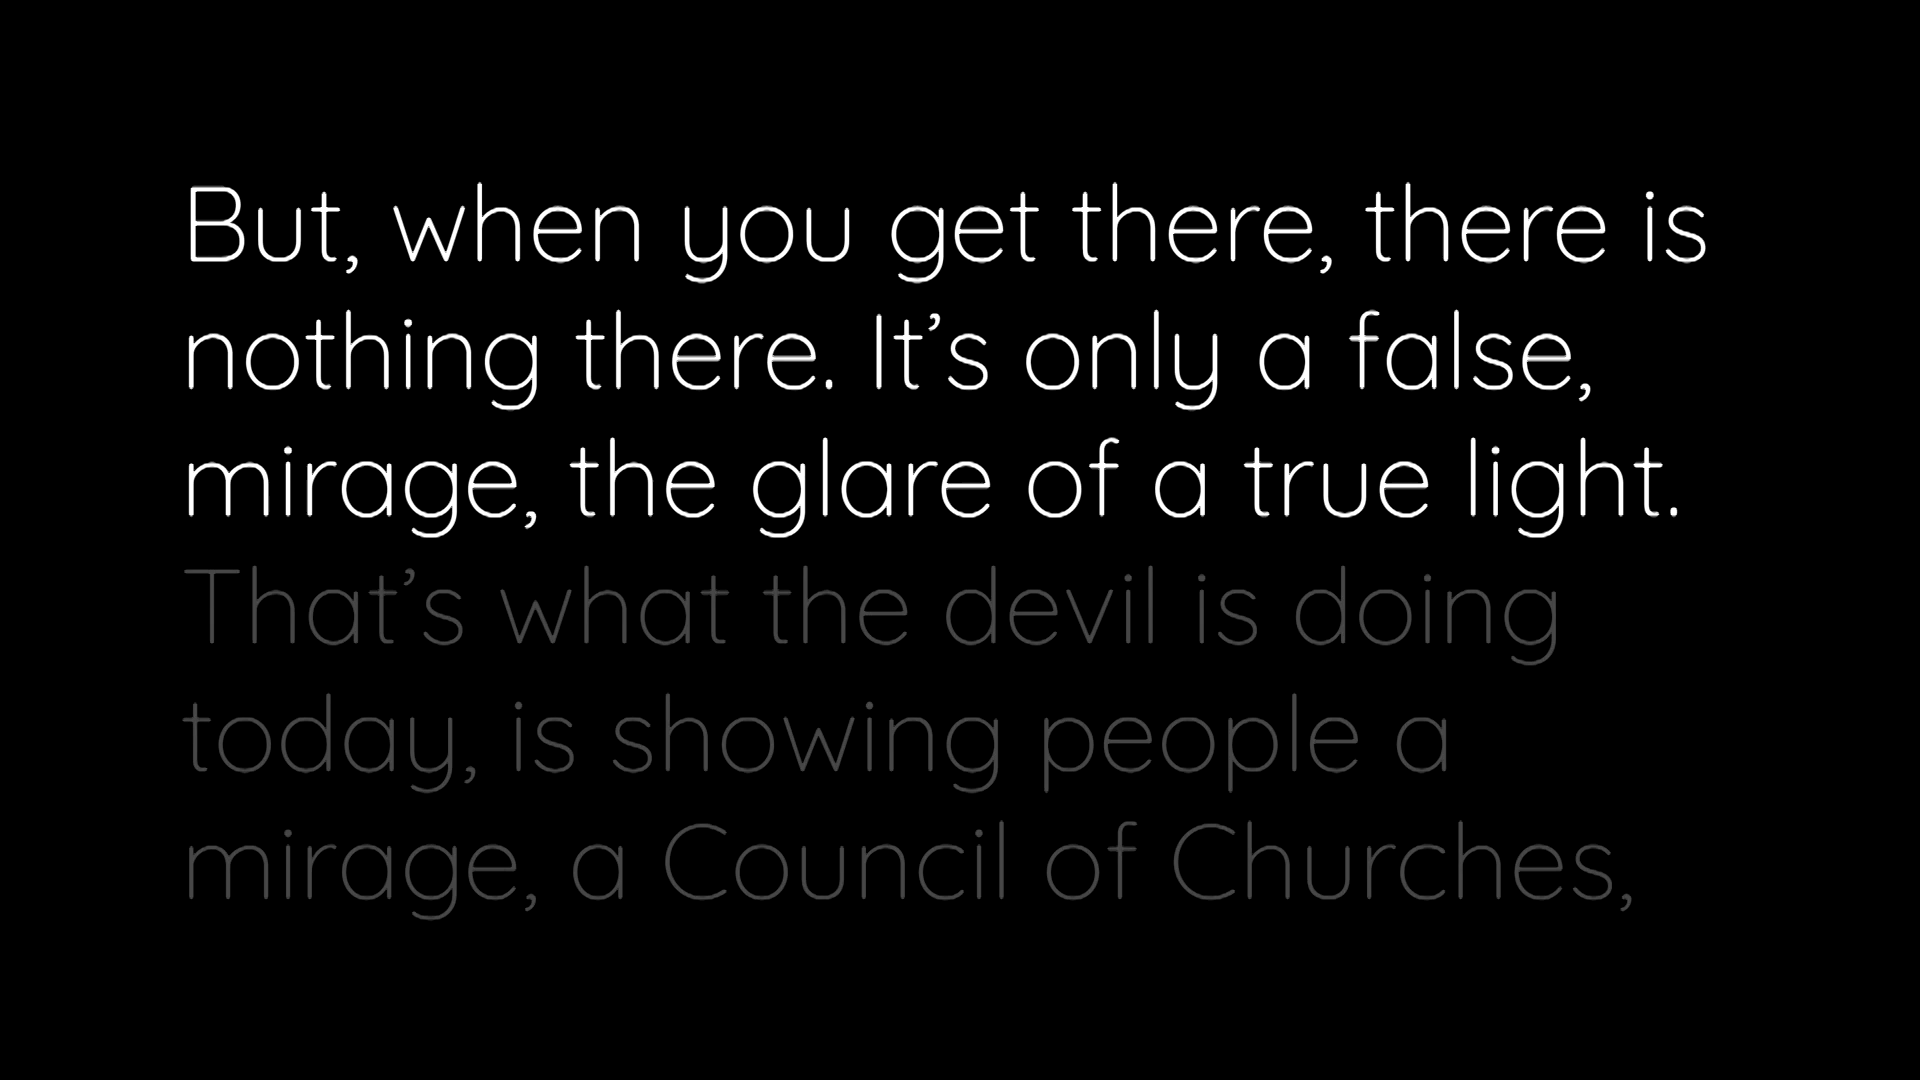 But, when you get there, there is
nothing there. It’s only a false,
mirage, the glare of a true light.
That’s what the devil is doing
today, is showing people a
mirage, a Council of Churches,